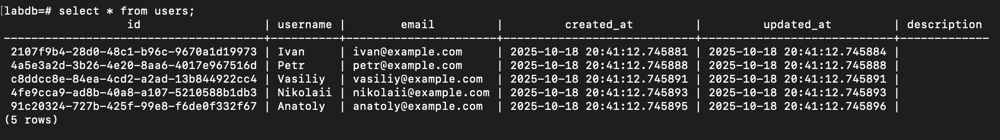 [labdb=# select * from users;
id | username | email | created_at | updated_at | description
--------------------------------------+----------+----------------------+----------------------------+----------------------------+-------------
2107f9b4-28d0-48c1-b96c-9670a1d19973 | Ivan | ivan@example.com | 2025-10-18 20:41:12.745881 | 2025-10-18 20:41:12.745884 |
4a5e3a2d-3b26-4e20-8aa6-4017e967516d | Petr | petr@example.com | 2025-10-18 20:41:12.745888 | 2025-10-18 20:41:12.745888 |
c8ddcc8e-84ea-4cd2-a2ad-13b844922cc4 | Vasiliy | vasiliy@example.com | 2025-10-18 20:41:12.745891 | 2025-10-18 20:41:12.745891 |
4fe9cca9-ad8b-40a8-a107-5210588b1db3 | Nikolaii | nikolaii@example.com | 2025-10-18 20:41:12.745893 | 2025-10-18 20:41:12.745893 |
91c20324-727b-425f-99e8-f6de0f332f67 | Anatoly | anatoly@example.com | 2025-10-18 20:41:12.745895 | 2025-10-18 20:41:12.745896 |
(5 rows)